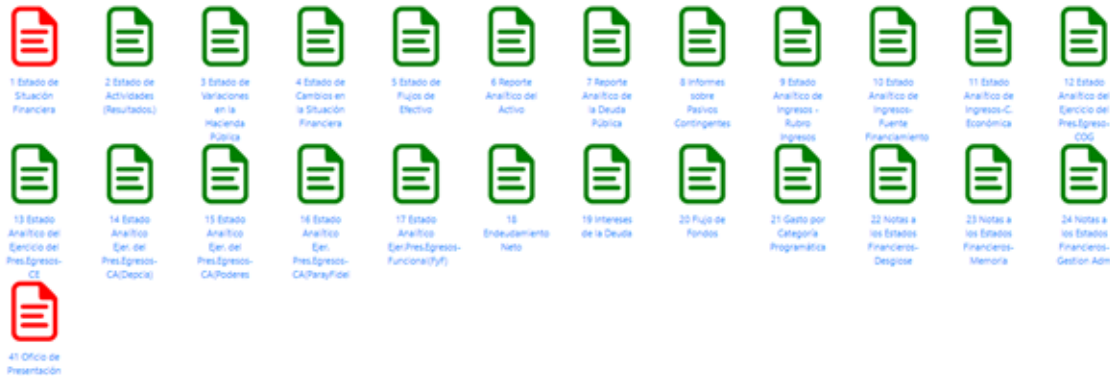 1 Estado de
Situación
Financiera
2 Estado de
Actividades
(Resultados.)
3 Estado de
Variaciones
en la
Hacienda
Pública
4 Estado de
Cambios en
la Situación
Financiera
5 Estado de
Flujos de
Efectivo
6 Reporte
Analítico del
Activo
7 Reporte
Analítico de
la Deuda
Pública
8 Informes
sobre
Pasivos
Contingentes
9 Estado
Analítico de
Ingresos -
Rubro
Ingresos
10 Estado
Analítico de
Ingresos-
Fuente
Financiamiento
11 Estado
Analítico de
Ingresos-C.
Económica
12 Estado
Analítico del
Ejercicio del
Pres.Egreso-
COG
13 Estado
Analítico del
Ejercicio del
Pres.Egresos-
CE
14 Estado
Analítico
Ejer. del
Pres.Egresos-
CA(Depcia)
15 Estado
Analítico
Ejer. del
Pres.Egresos-
CA(Poderes
16 Estado
Analítico
Ejer.
Pres.Egresos-
CA(ParayFidei
17 Estado
Analítico
Ejer.Pres.Egresos-
Funcional(FyF)
18
Endeudamiento
Neto
19 Intereses
de la Deuda
20 Flujo de
Fondos
21 Gasto por
Categoría
Programática
22 Notas a
los Estados
Financieros-
Desglose
23 Notas a
los Estados
Financieros-
Memoria
24 Notas a
los Estados
Financieros-
Gestion Adm
41 Oficio de
Presentación